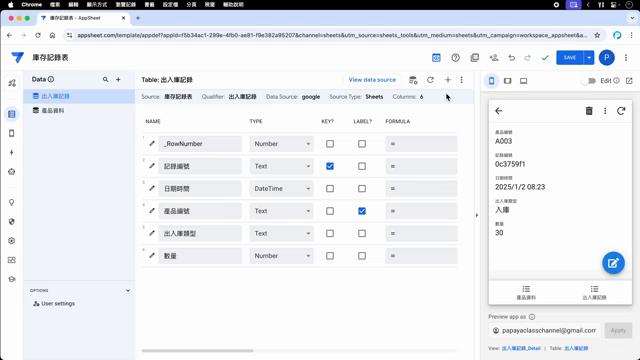 Chrome 檔案 編輯 顯示方式 瀏覽記錄 書籤 設定檔 分頁 視窗 輔助說明
庫存記錄表 - AppSheet
appsheet.com/template/appdef?appId=f5b34ac1-299e-4fb0-ae81-f9e382a95207&channel=sheets&utm_source=sheets_tools&utm_medium=sheets&utm_campaign=workspace_appsheet&a...
庫存記錄表
SAVE
P
Data
Table: 出入庫記錄
View data source
Edit
出入庫記錄
產品資料
Source: 庫存記錄表 Qualifier: 出入庫記錄 Data Source: google Source Type: Sheets Columns: 6
NAME TYPE KEY? LABEL? FORMULA
1 _RowNumber Number =
2 記錄編號 Text =
3 日期時間 DateTime =
4 產品編號 Text =
5 出入庫類型 Text =
6 數量 Number =
OPTIONS
User settings
產品編號
A003
記錄編號
0c3759f1
日期時間
2025/1/2 08:23
出入庫類型
入庫
數量
30
產品資料 出入庫記錄
Preview app as
papayaclasschannel@gmail.com
Apply
View: 出入庫記錄_Detail | Table: 出入庫記錄